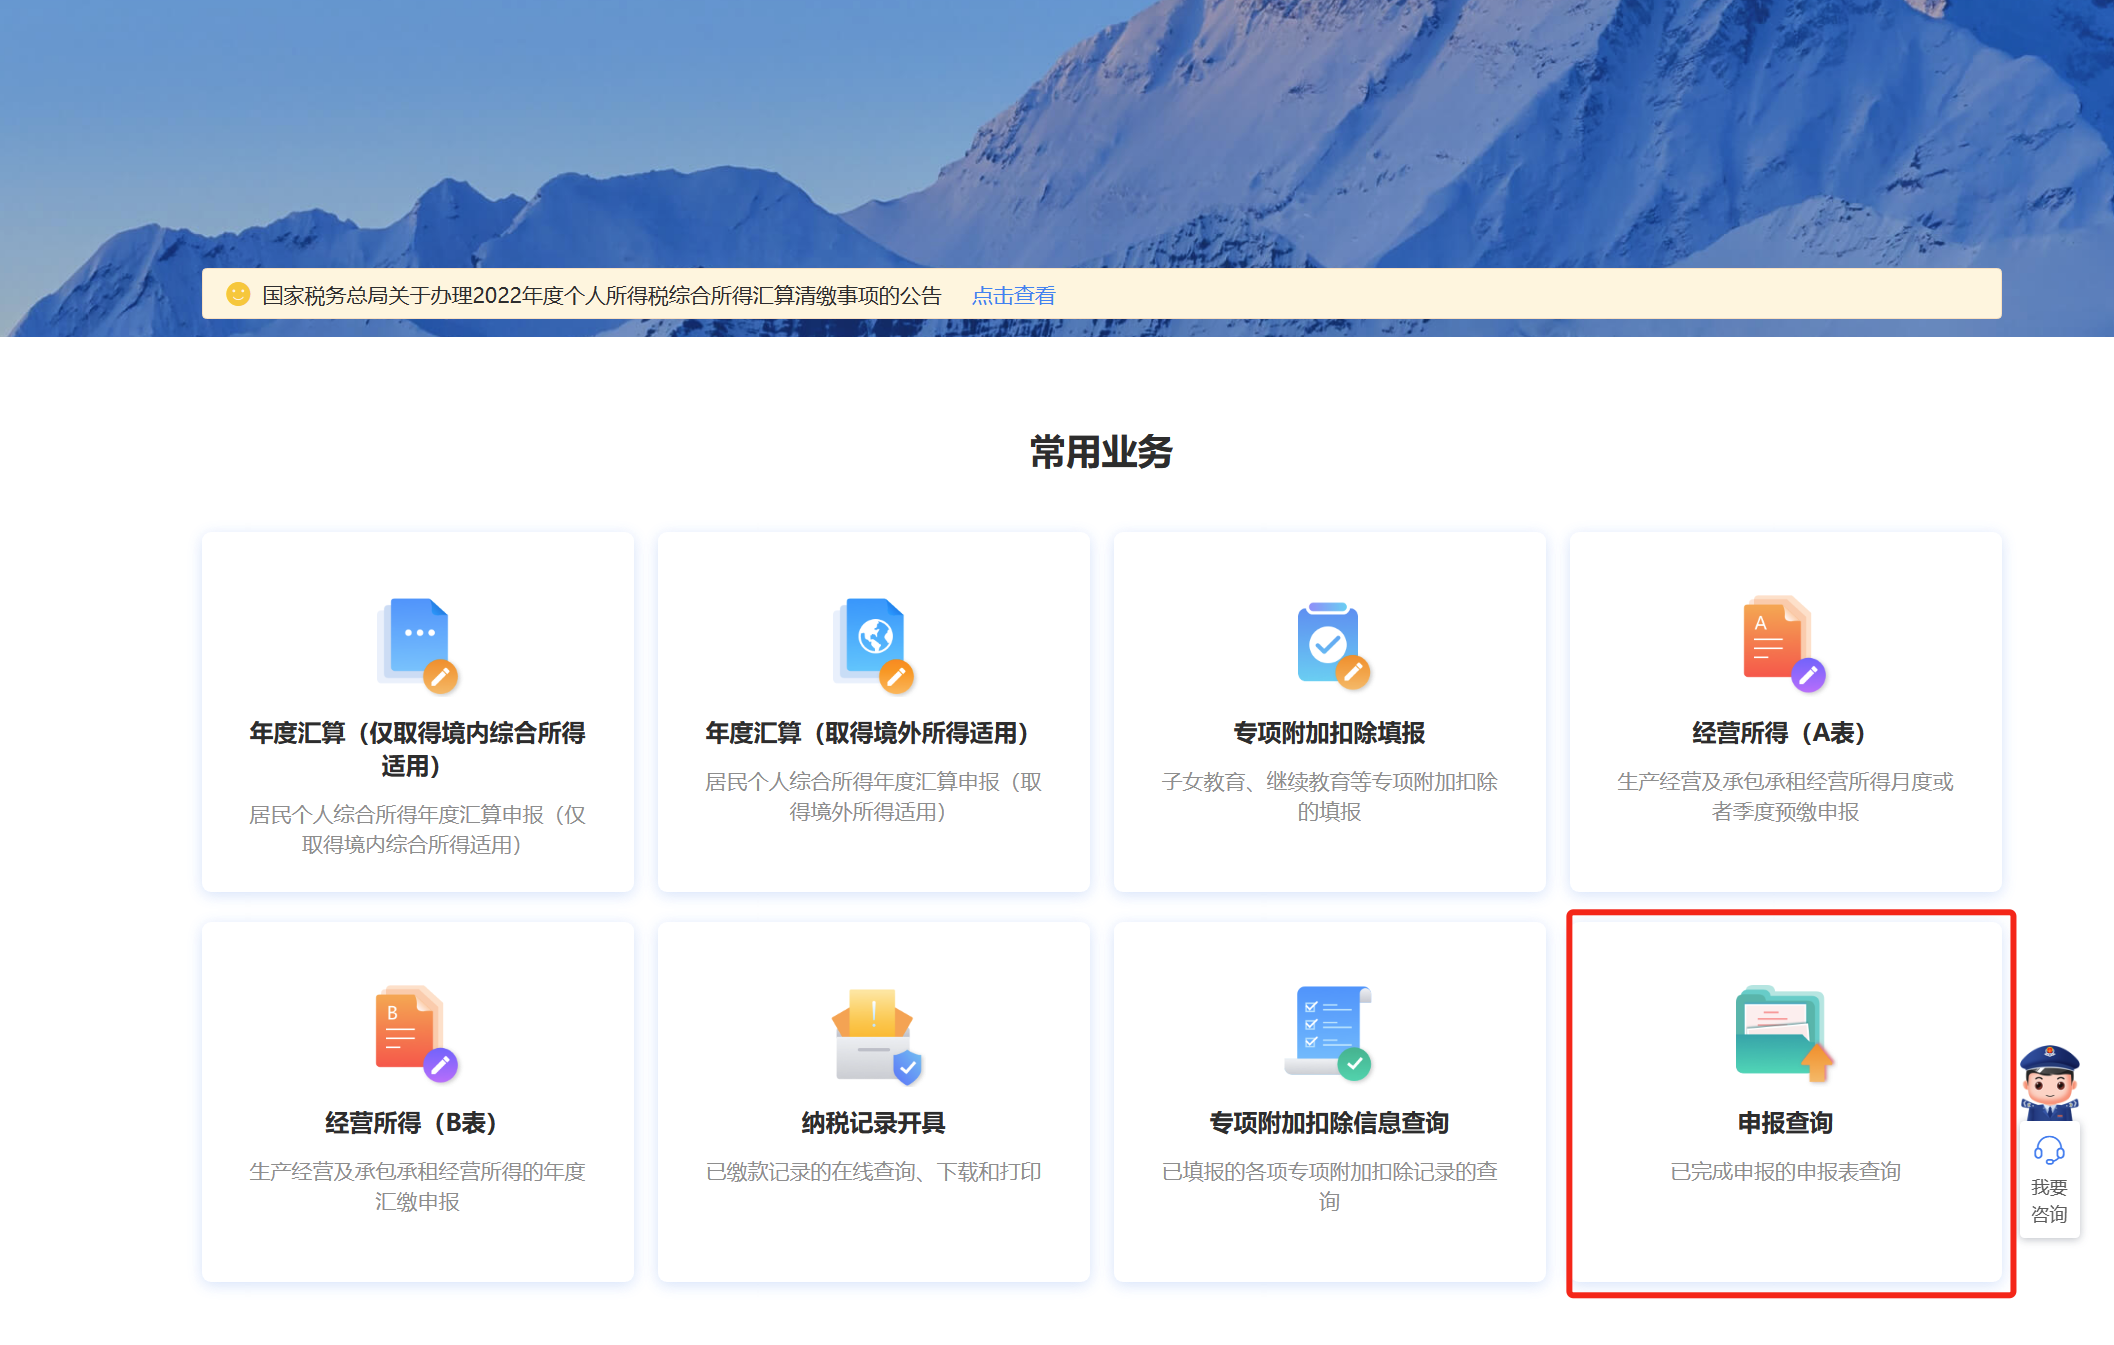 国家税务总局关于办理2022年度个人所得税综合所得汇算清缴事项的公告 点击查看
常用业务
年度汇算（仅取得境内综合所得
适用）
居民个人综合所得年度汇算申报（仅
取得境内综合所得适用）
年度汇算（取得境外所得适用）
居民个人综合所得年度汇算申报（取
得境外所得适用）
专项附加扣除填报
子女教育、继续教育等专项附加扣除
的填报
A
经营所得（A表）
生产经营及承包承租经营所得月度或
者季度预缴申报
B
经营所得（B表）
生产经营及承包承租经营所得的年度
汇缴申报
纳税记录开具
已缴款记录的在线查询、下载和打印
专项附加扣除信息查询
已填报的各项专项附加扣除记录的查
询
申报查询
已完成申报的申报表查询
我要
咨询